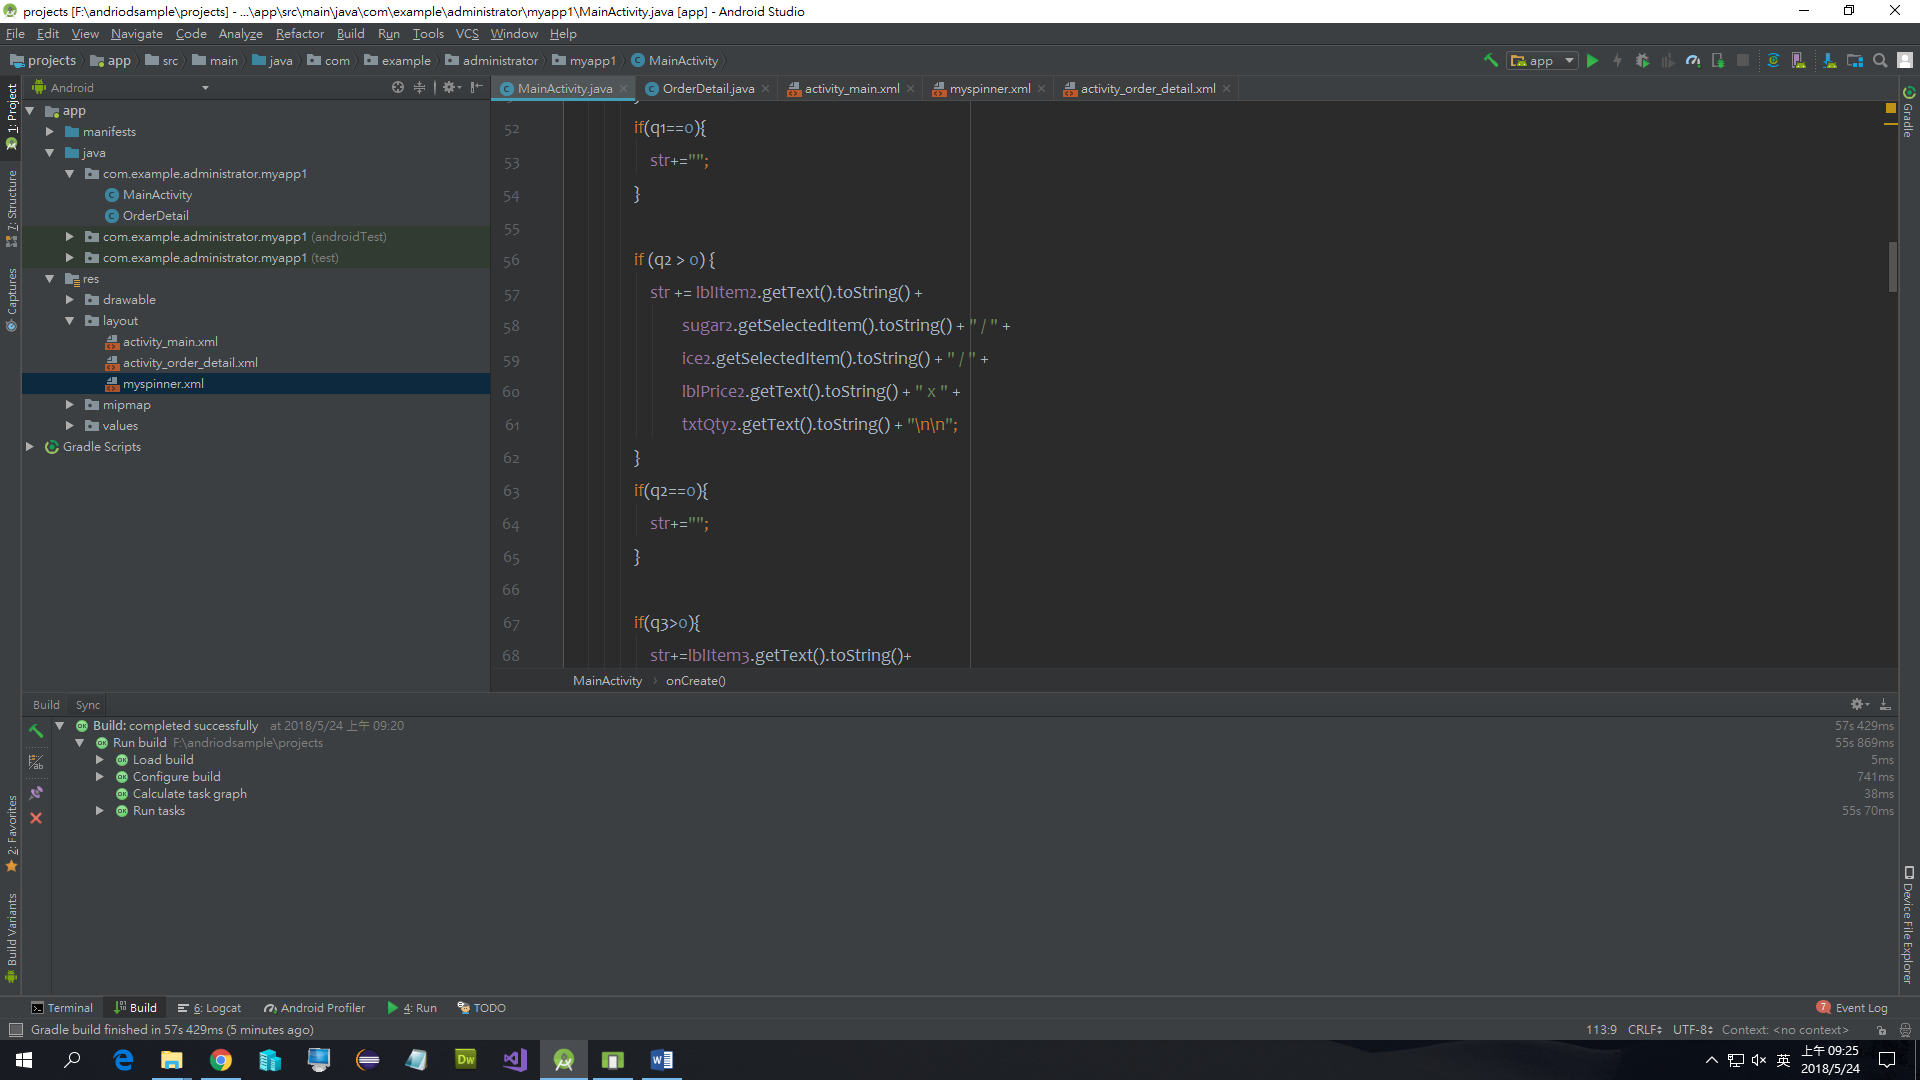 projects [F:\andriodsample\projects] - ...\app\src\main\java\com\example\administrator\myapp1\MainActivity.java [app] - Android Studio
File Edit View Navigate Code Analyze Refactor Build Run Tools VCS Window Help
projects app src main java com example administrator myapp1 MainActivity app
Android
MainActivity.java OrderDetail.java activity_main.xml myspinner.xml activity_order_detail.xml
1: Project
7: Structure
Captures
2: Favorites
Build Variants
app
manifests
java
com.example.administrator.myapp1
MainActivity
OrderDetail
com.example.administrator.myapp1 (androidTest)
com.example.administrator.myapp1 (test)
res
drawable
layout
activity_main.xml
activity_order_detail.xml
myspinner.xml
mipmap
values
Gradle Scripts
52 if(q1==0){
53 str+="";
54 }
55
56 if (q2 > 0) {
57 str += lblItem2.getText().toString() +
58 sugar2.getSelectedItem().toString() + " / " +
59 ice2.getSelectedItem().toString() + " / " +
60 lblPrice2.getText().toString() + " x " +
61 txtQty2.getText().toString() + "\n\n";
62 }
63 if(q2==0){
64 str+="";
65 }
66
67 if(q3>0){
68 str+=lblItem3.getText().toString()+
MainActivity › onCreate()
Gradle
Device File Explorer
Build Sync
Build: completed successfully at 2018/5/24 上午 09:20 57s 429ms
Run build F:\andriodsample\projects 55s 869ms
Load build 5ms
Configure build 741ms
Calculate task graph 38ms
Run tasks 55s 70ms
Terminal Build 6: Logcat Android Profiler 4: Run TODO 7 Event Log
Gradle build finished in 57s 429ms (5 minutes ago) 113:9 CRLF UTF-8 Context: <no context>
Dw
英
上午 09:25
2018/5/24